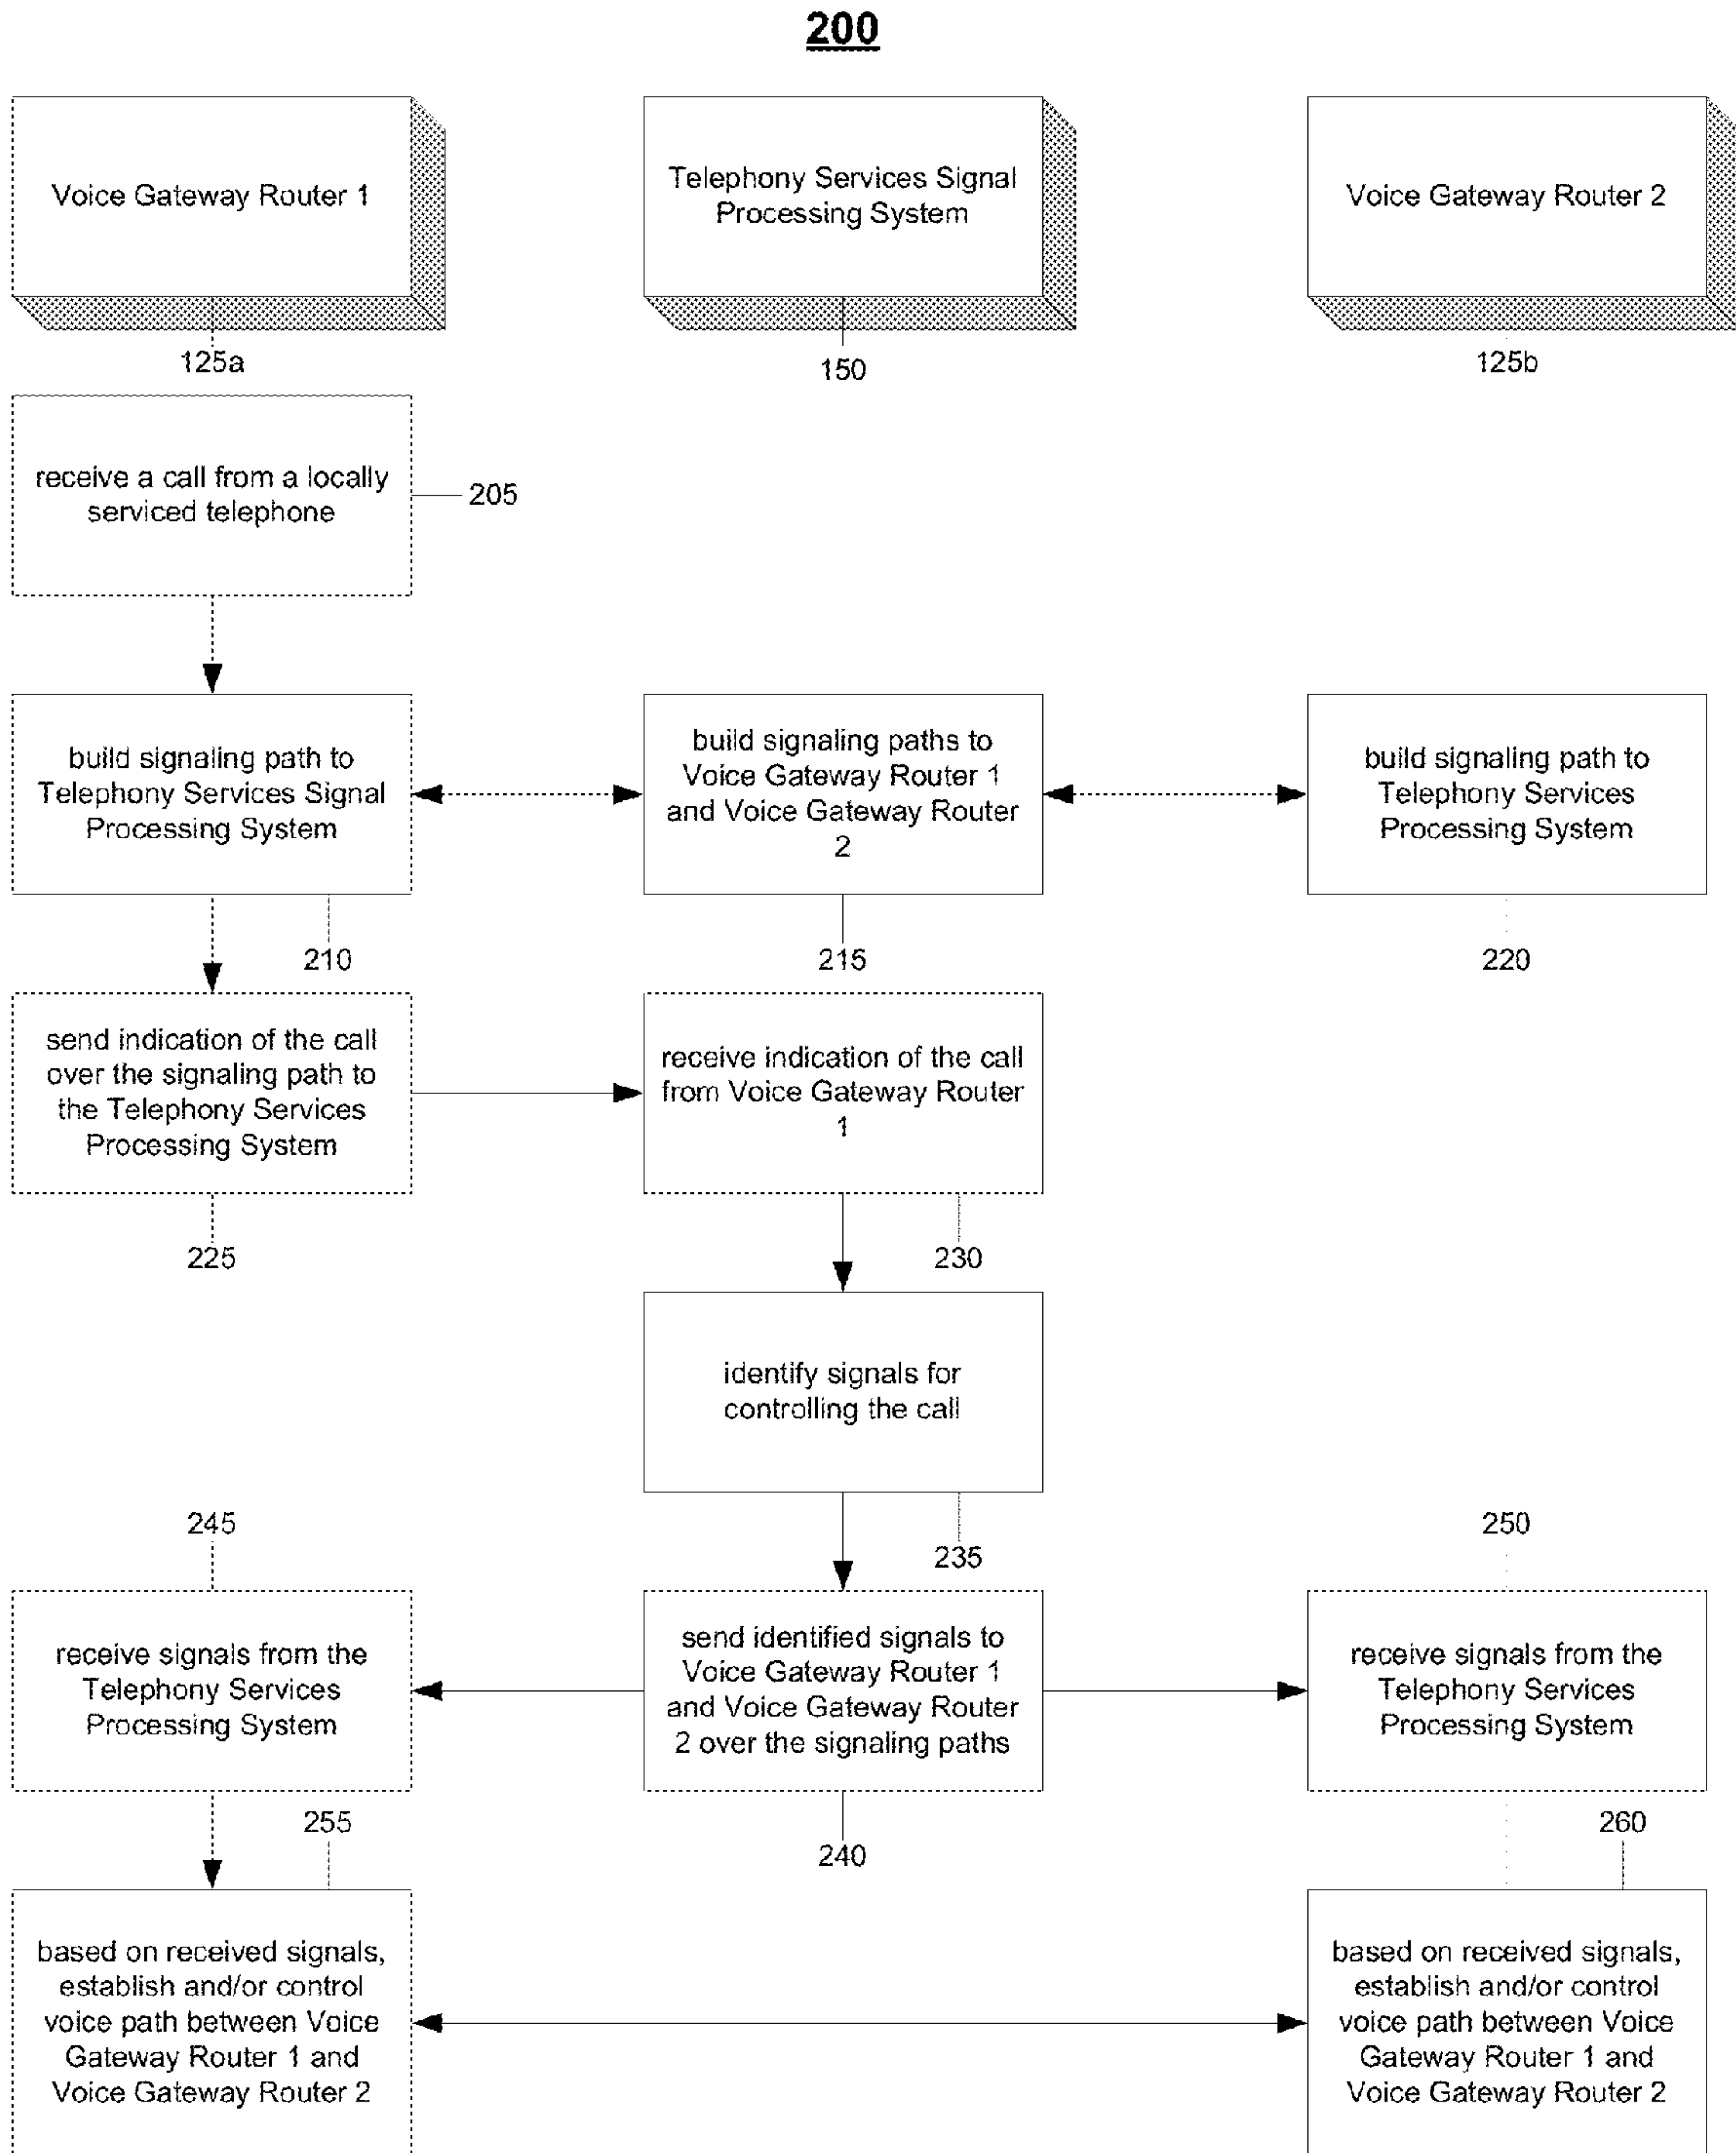 200
Voice Gateway Router 1
Telephony Services Signal
Processing System
Voice Gateway Router 2
125a
150
125b
receive a call from a locally
serviced telephone
205
build signaling path to
Telephony Services Signal
Processing System
build signaling paths to
Voice Gateway Router 1
and Voice Gateway Router
2
build signaling path to
Telephony Services
Processing System
210
215
220
send indication of the call
over the signaling path to
the Telephony Services
Processing System
receive indication of the call
from Voice Gateway Router
1
225
230
identify signals for
controlling the call
245
235
250
receive signals from the
Telephony Services
Processing System
send identified signals to
Voice Gateway Router 1
and Voice Gateway Router
2 over the signaling paths
receive signals from the
Telephony Services
Processing System
255
240
260
based on received signals,
establish and/or control
voice path between Voice
Gateway Router 1 and
Voice Gateway Router 2
based on received signals,
establish and/or control
voice path between Voice
Gateway Router 1 and
Voice Gateway Router 2